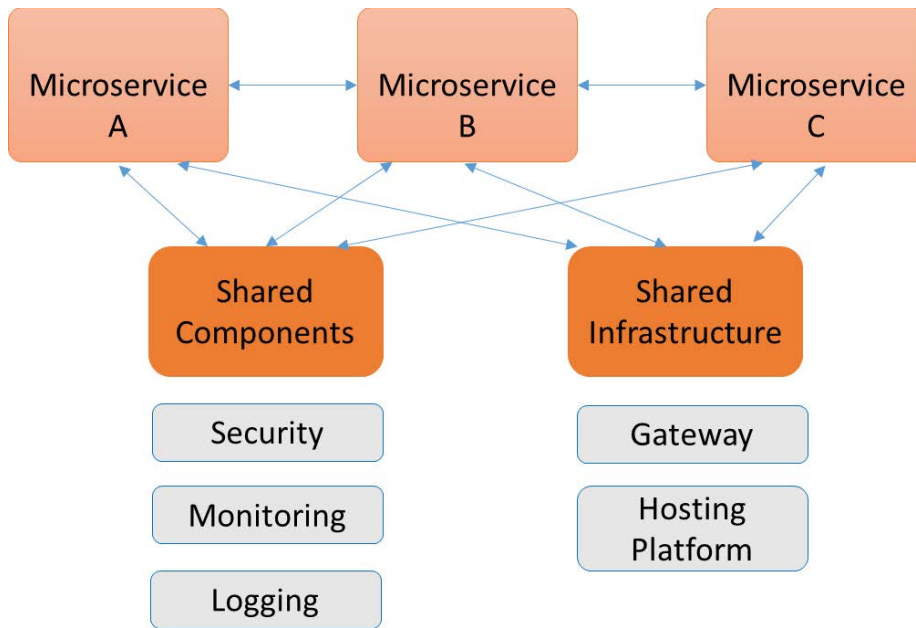 Microservice
A
Microservice
B
Microservice
C
Shared
Components
Shared
Infrastructure
Security
Monitoring
Logging
Gateway
Hosting
Platform